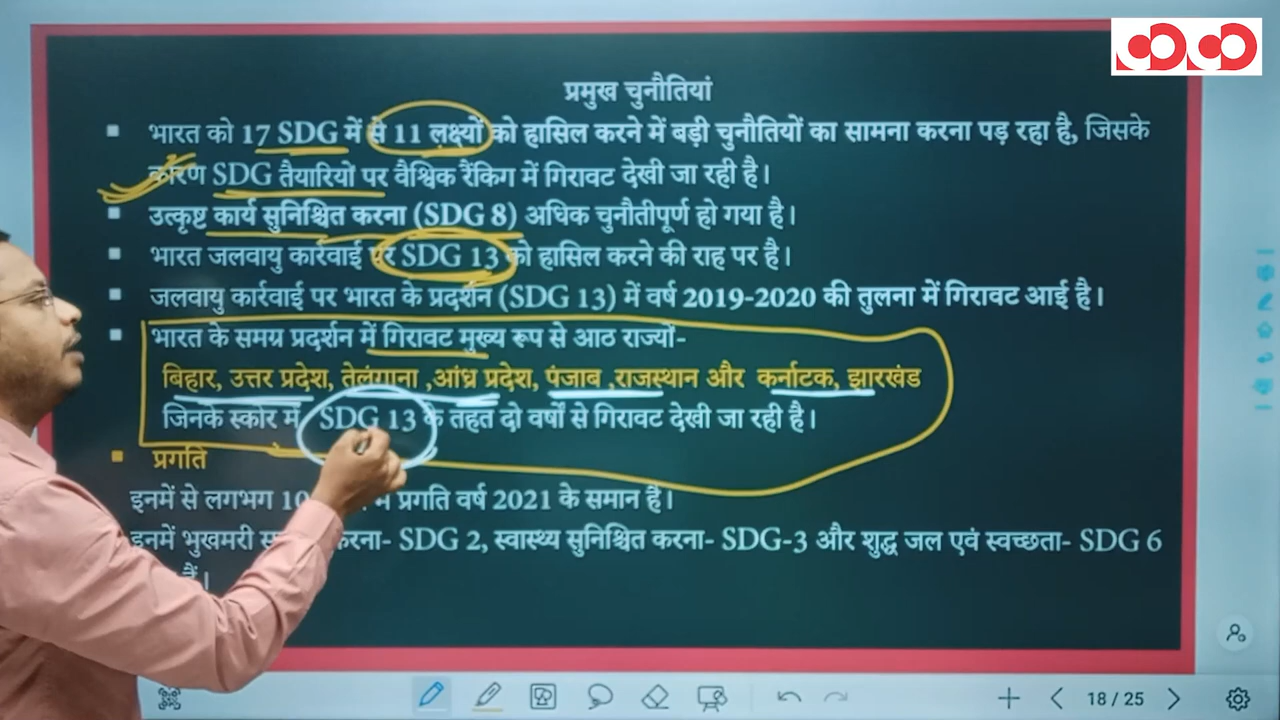 प्रमुख चुनौतियां
▪ भारत को 17 SDG में से 11 लक्ष्यों को हासिल करने में बड़ी चुनौतियों का सामना करना पड़ रहा है, जिसके
कारण SDG तैयारियों पर वैश्विक रैंकिंग में गिरावट देखी जा रही है।
▪ उत्कृष्ट कार्य सुनिश्चित करना (SDG 8) अधिक चुनौतीपूर्ण हो गया है।
▪ भारत जलवायु कार्रवाई पर SDG 13 को हासिल करने की राह पर है।
▪ जलवायु कार्रवाई पर भारत के प्रदर्शन (SDG 13) में वर्ष 2019-2020 की तुलना में गिरावट आई है।
▪ भारत के समग्र प्रदर्शन में गिरावट मुख्य रूप से आठ राज्यों-
बिहार, उत्तर प्रदेश, तेलंगाना ,आंध्र प्रदेश, पंजाब ,राजस्थान और कर्नाटक, झारखंड
जिनके स्कोर में SDG 13 के तहत दो वर्षों से गिरावट देखी जा रही है।
▪ प्रगति
इनमें से लगभग में प्रगति वर्ष 2021 के समान है।
इनमें भुखमरी करना- SDG 2, स्वास्थ्य सुनिश्चित करना- SDG-3 और शुद्ध जल एवं स्वच्छता- SDG 6
हैं।
18 / 25